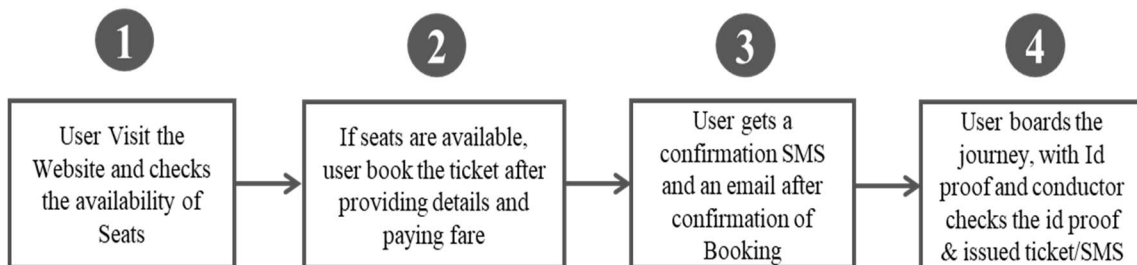 1
User Visit the
Website and checks
the availability of
Seats
2
If seats are available,
user book the ticket after
providing details and
paying fare
3
User gets a
confirmation SMS
and an email after
confirmation of
Booking
4
User boards the
journey, with Id
proof and conductor
checks the id proof
& issued ticket/SMS